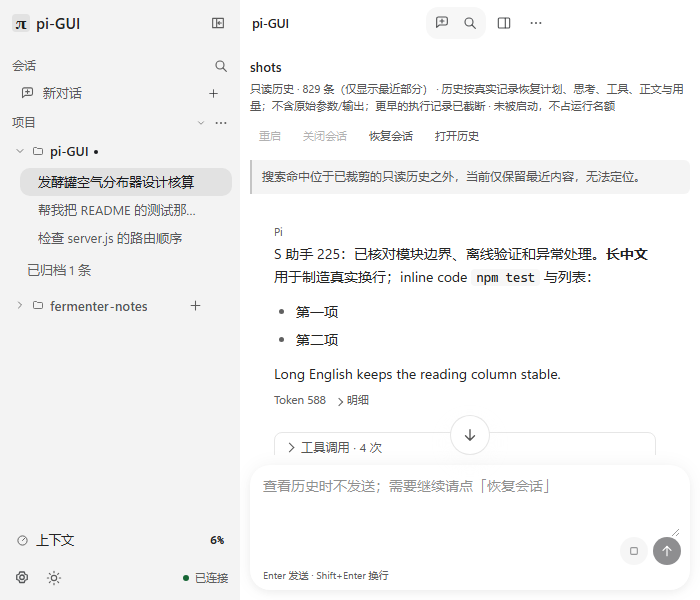 π pi-GUI
会话
新对话
项目
pi-GUI
发酵罐空气分布器设计核算
帮我把 README 的测试那...
检查 server.js 的路由顺序
已归档 1 条
fermenter-notes
上下文 6%
已连接
pi-GUI
shots
只读历史 · 829 条（仅显示最近部分） · 历史按真实记录恢复计划、思考、工具、正文与用
量；不含原始参数/输出；更早的执行记录已截断 · 未被启动，不占运行名额
重启 关闭会话 恢复会话 打开历史
搜索命中位于已裁剪的只读历史之外，当前仅保留最近内容，无法定位。
Pi
S 助手 225：已核对模块边界、离线验证和异常处理。长中文
用于制造真实换行；inline code npm test 与列表：
第一项
第二项
Long English keeps the reading column stable.
Token 588 明细
工具调用 · 4 次
查看历史时不发送；需要继续请点「恢复会话」
Enter 发送 · Shift+Enter 换行